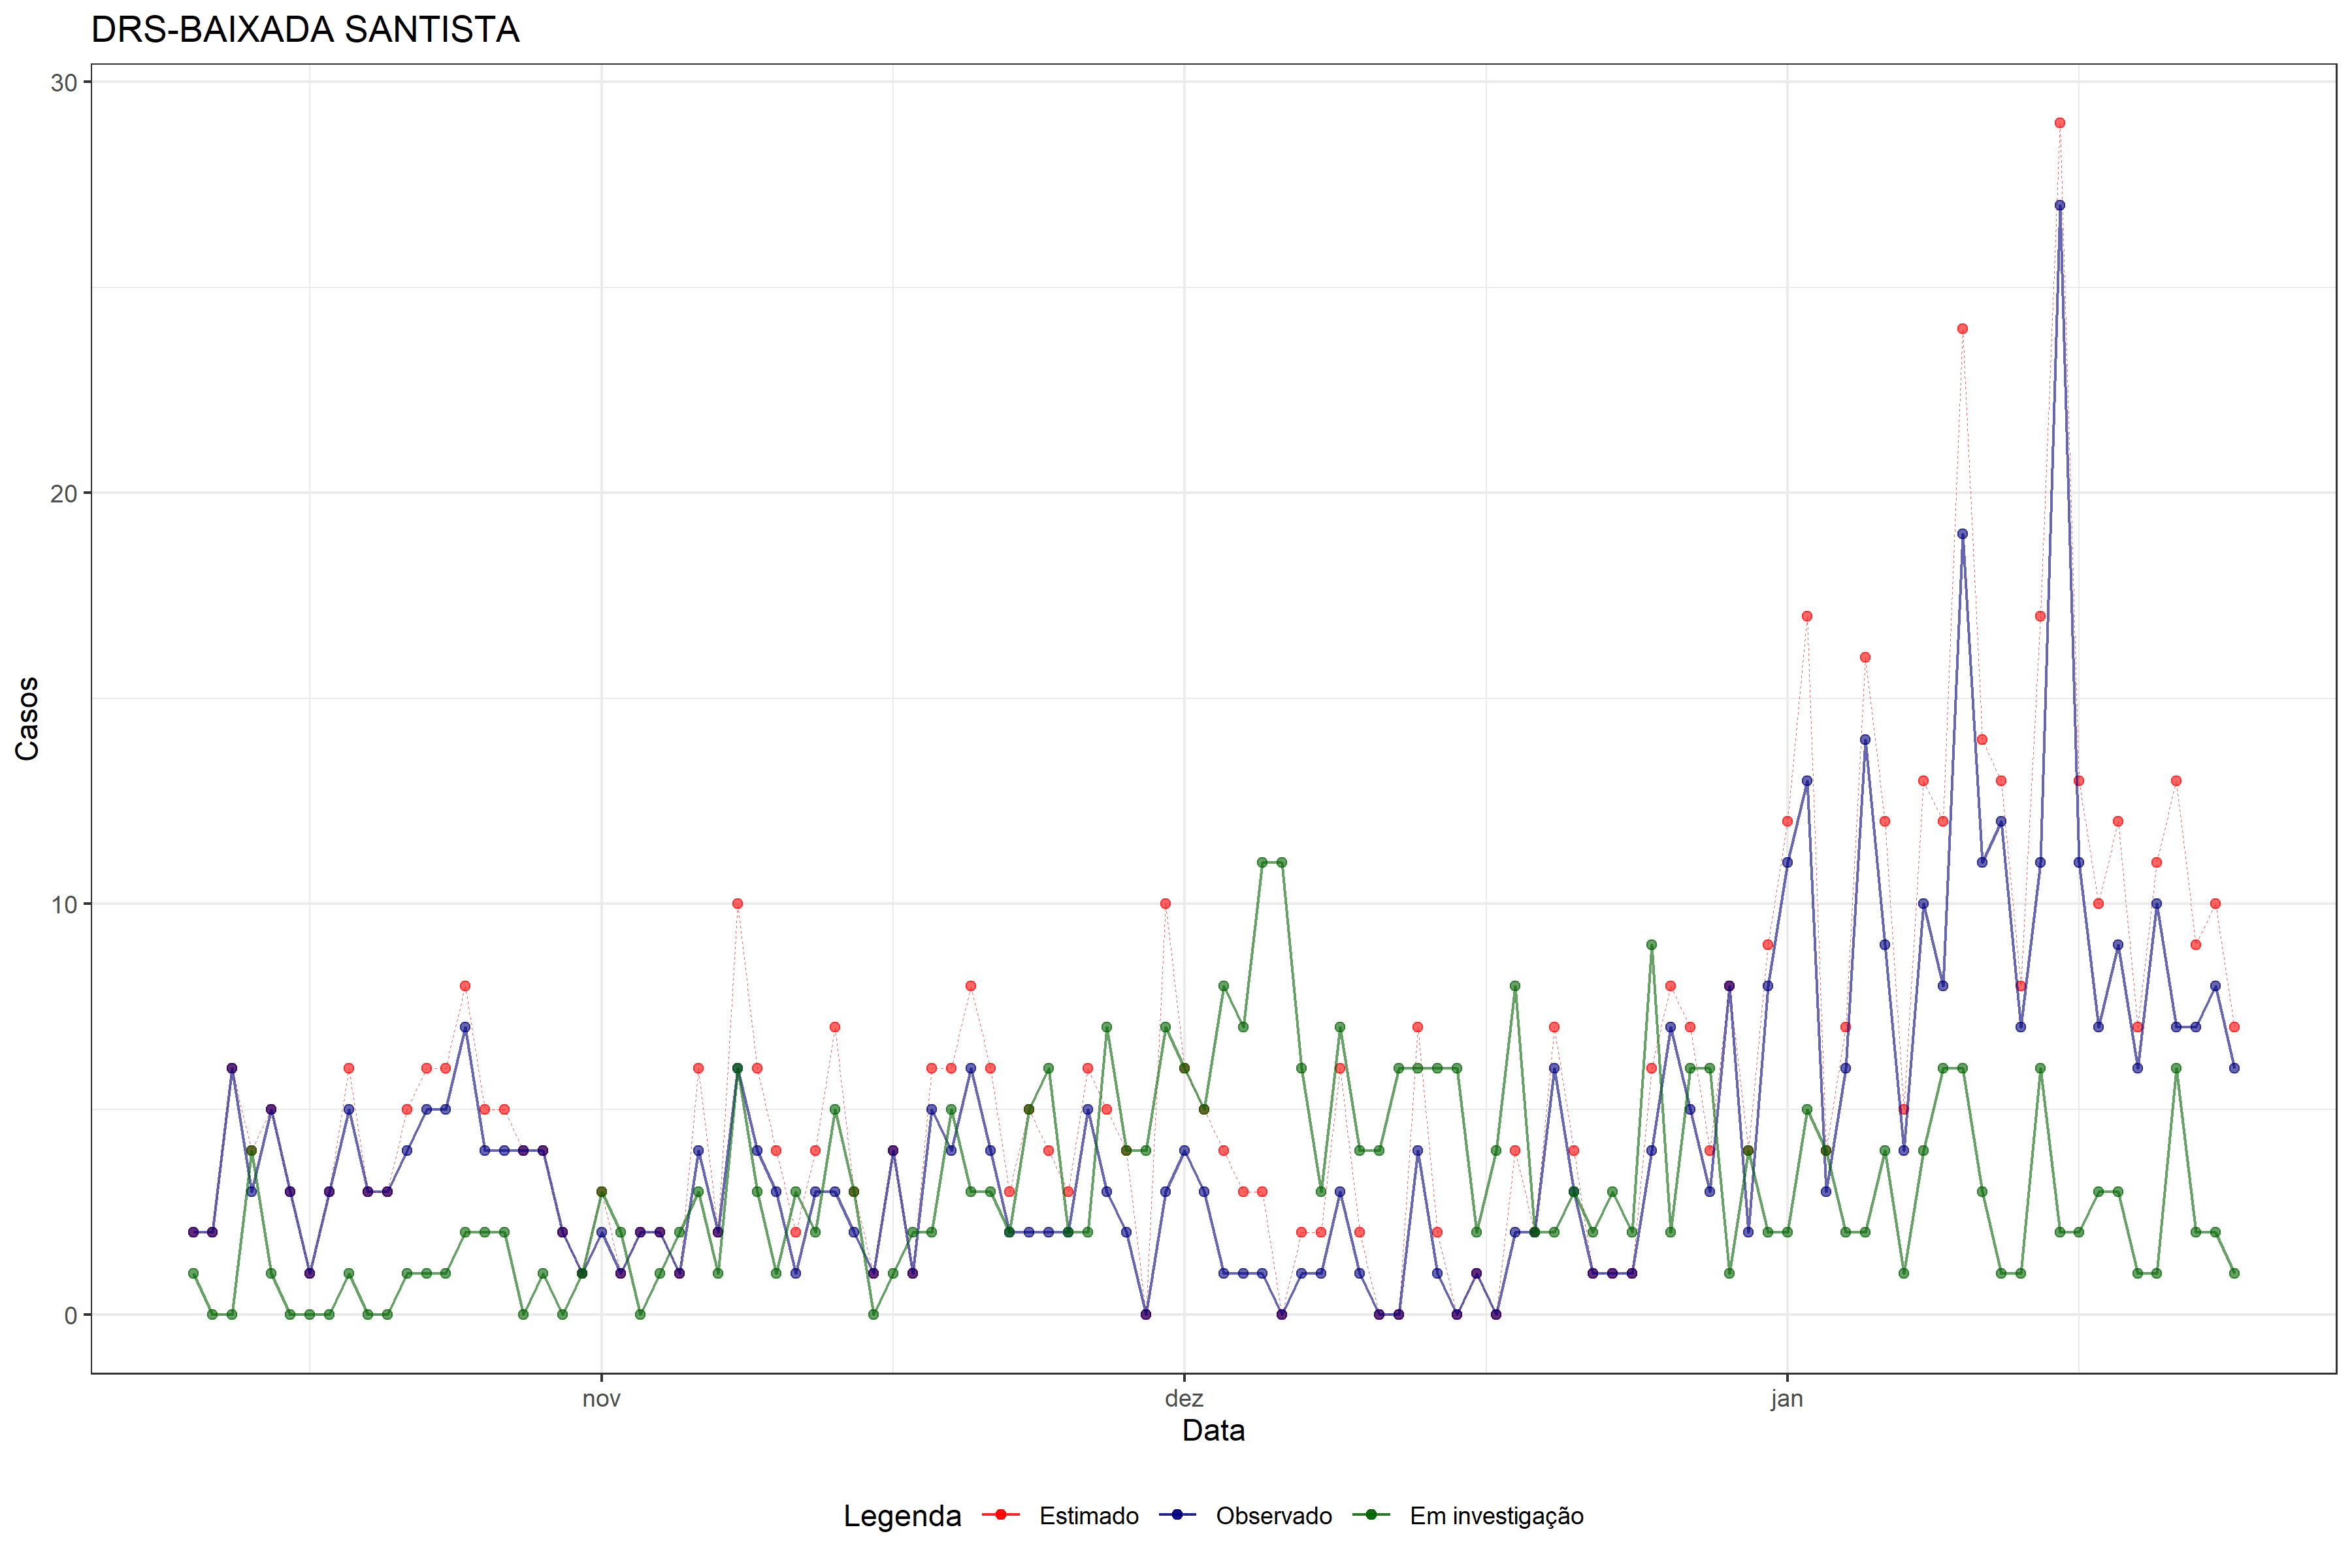 DRS-BAIXADA SANTISTA
30
20
10
0
Casos
nov dez jan
Data
Legenda Estimado Observado Em investigação